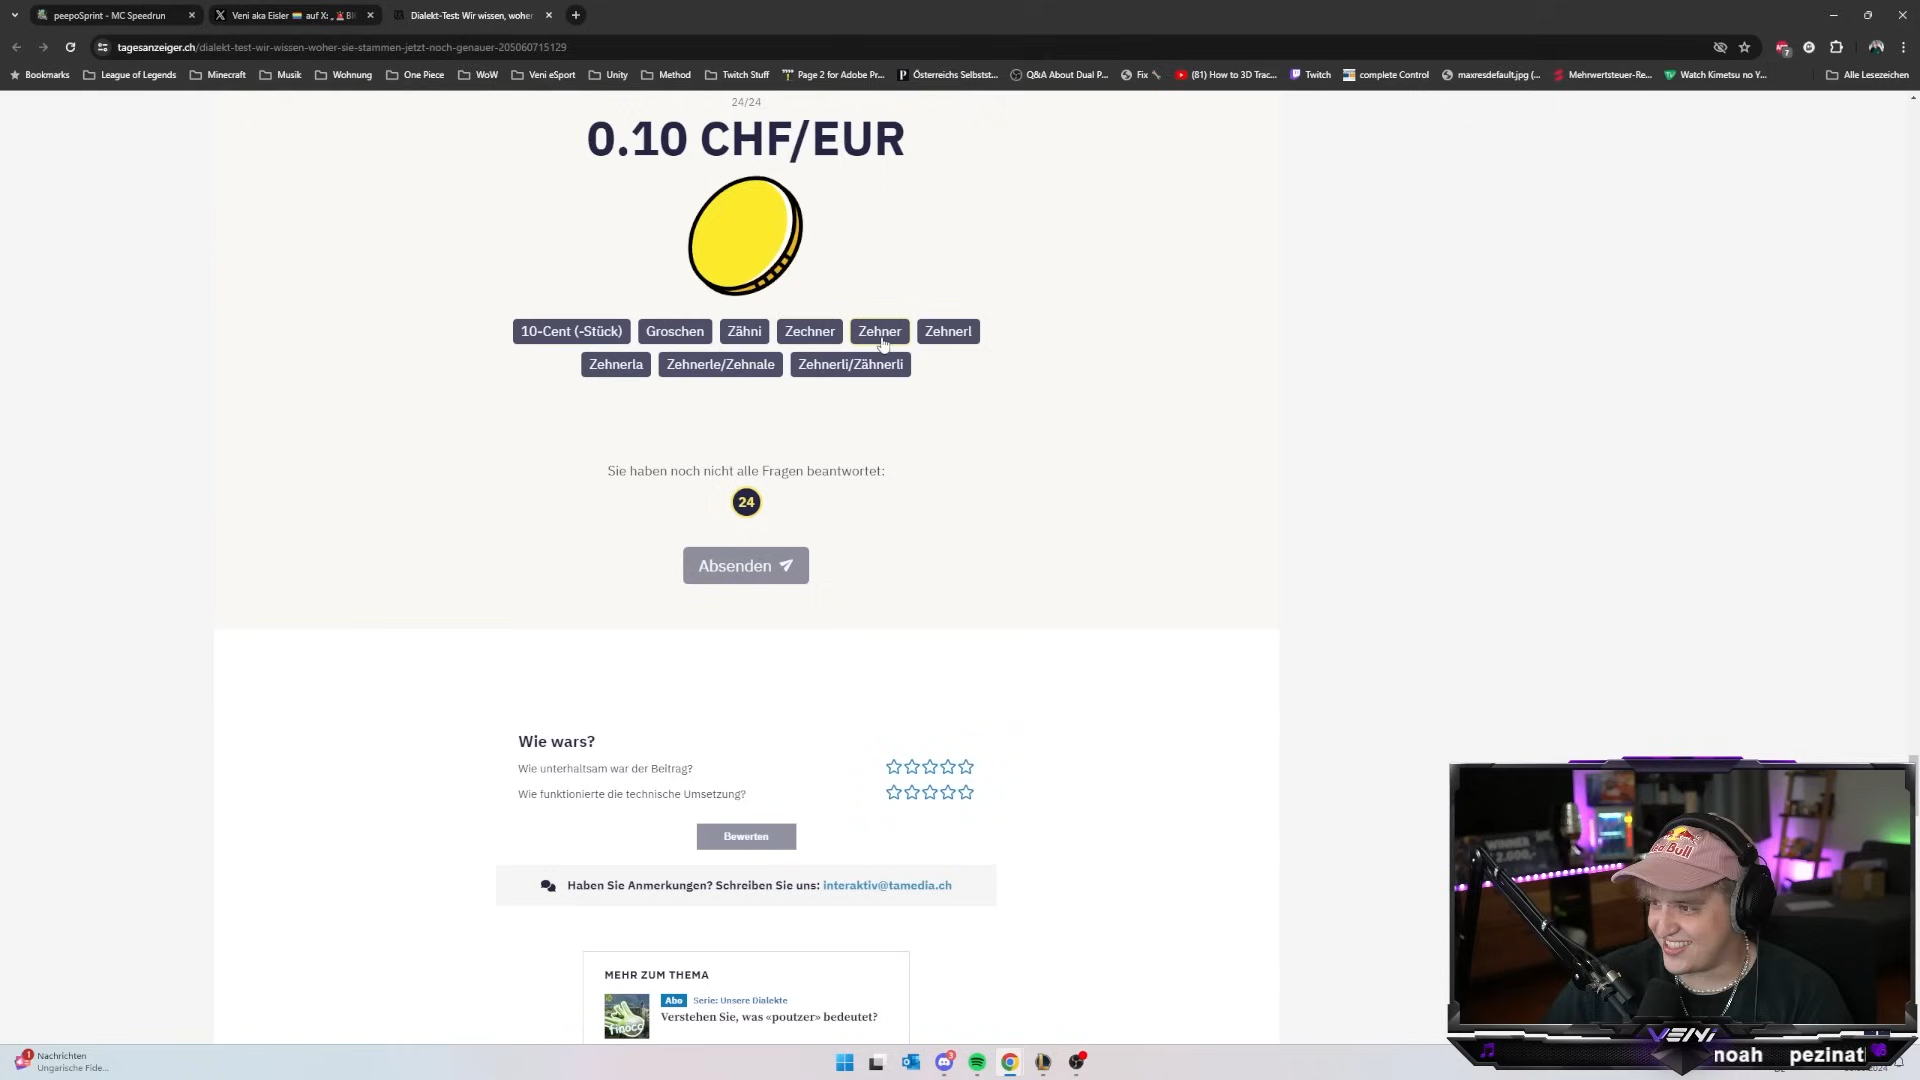 peepoSprint - MC Speedrun
Veni aka Eisler auf X: „
Dialekt-Test: Wir wissen, woher
tagesanzeiger.ch/dialekt-test-wir-wissen-woher-sie-stammen-jetzt-noch-genauer-205060715129
Bookmarks League of Legends Minecraft Musik Wohnung One Piece WoW Veni eSport Unity Method Twitch Stuff Page 2 for Adobe Pr... Österreichs Selbstst... Q&A About Dual P... Fix (81) How to 3D Trac... Twitch complete Control maxresdefault.jpg (... Mehrwertsteuer-Re... Watch Kimetsu no Y... Alle Lesezeichen
24/24
0.10 CHF/EUR
10-Cent (-Stück) Groschen Zähni Zechner Zehner Zehnerl
Zehnerla Zehnerle/Zehnale Zehnerli/Zähnerli
Sie haben noch nicht alle Fragen beantwortet:
24
Absenden
Wie wars?
Wie unterhaltsam war der Beitrag?
Wie funktionierte die technische Umsetzung?
Bewerten
Haben Sie Anmerkungen? Schreiben Sie uns: interaktiv@tamedia.ch
MEHR ZUM THEMA
Abo Serie: Unsere Dialekte
Verstehen Sie, was «poutzer» bedeutet?
finocc
WINNER
Red Bull
VENI
noah pezinat
Nachrichten
Ungarische Fide...